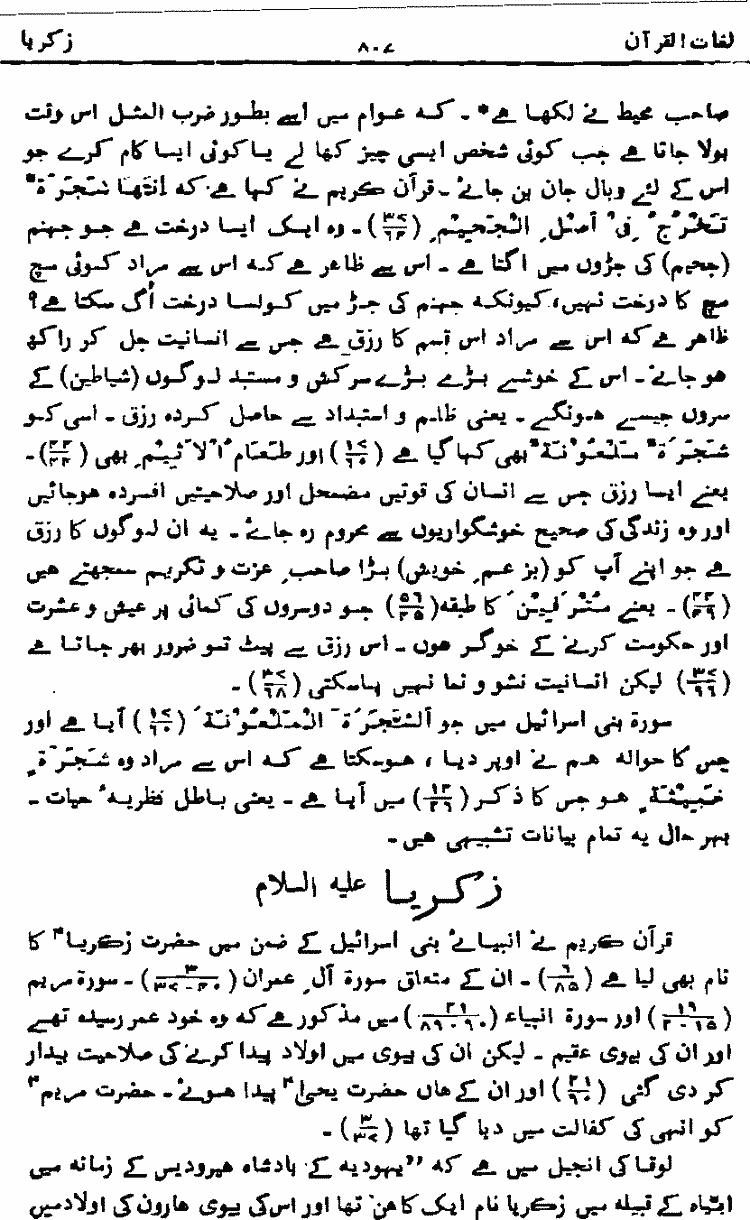 لغات القرآن ۸۰۷ زکریا
صاحب محیط نے لکھا ہے* ۔ کہ عوام میں اسے بطور ضرب المثل اس وقت
بولا جاتا ہے جب کوئی شخص ایسی چیز کھا لے یا کوئی ایسا کام کرے جو
اس کے لئے وبال جان بن جائے ۔ قرآن کریم نے کہا ہے کہ اِنَّهَا شَجَرَةٌ
تَخْرُجُ فِيْ اَصْلِ الْجَحِيْمِ (۳۷/۶۴) ۔ وہ ایک ایسا درخت ہے جو جہنم
(جحیم) کی جڑوں میں اگتا ہے ۔ اس سے ظاہر ہے کہ اس سے مراد کوئی سچ
مچ کا درخت نہیں، کیونکہ جہنم کی جڑ میں کونسا درخت اُگ سکتا ہے؟
ظاہر ہے کہ اس سے مراد اس قسم کا رزق ہے جس سے انسانیت جل کر راکھ
ہو جائے ۔ اس کے خوشے بڑے بڑے سرکش و مستبد لوگوں (شیاطین) کے
سروں جیسے ہونگے ۔ یعنی ظلم و استبداد سے حاصل کردہ رزق ۔ اسی کو
شَجَرَةٌ مَلْعُوْنَةٌ بھی کہا گیا ہے (۱۷/۶۰) اور طَعَامُ الْاَثِيْمِ بھی (۴۴/۴۴) ۔
یعنے ایسا رزق جس سے انسان کی قوتیں مضمحل اور صلاحیتیں افسردہ ہوجائیں
اور وہ زندگی کی صحیح خوشگواریوں سے محروم رہ جائے ۔ یہ ان لوگوں کا رزق
ہے جو اپنے آپ کو (بزعمِ خویش) بڑا صاحبِ عزت و تکریم سمجھتے ہیں
(۴۴/۴۹) ۔ یعنے مُتْرَفِيْنَ کا طبقہ (۵۶/۴۵) جو دوسروں کی کمائی پر عیش و عشرت
اور حکومت کرنے کے خوگر ہوں ۔ اس رزق سے پیٹ تو ضرور بھر جاتا ہے
(۳۷/۶۶) لیکن انسانیت نشو و نما نہیں پاسکتی (۳۷/۶۸) ۔
سورۃ بنی اسرائیل میں جو اَلشَّجَرَةَ الْمَلْعُوْنَةَ (۱۷/۶۰) آیا ہے اور
جس کا حوالہ ہم نے اوپر دیا ، ہوسکتا ہے کہ اس سے مراد وہ شَجَرَةٍ
خَبِيْثَةٍ ہو جس کا ذکر (۱۴/۲۶) میں آیا ہے ۔ یعنی باطل نظریۂ حیات ۔
بہر حال یہ تمام بیانات تشبیہی ہیں ۔
زکریا علیہ السلام
قرآن کریم نے انبیائے بنی اسرائیل کے ضمن میں حضرت زکریاؑ کا
نام بھی لیا ہے (۶/۸۵) ۔ ان کے متعلق سورۃ آلِ عمران (۳/۳۷-۴۰) ۔ سورۃ مریم
(۱۹/۲-۱۵) اور سورۃ انبیاء (۲۱/۸۹-۹۰) میں مذکور ہے کہ وہ خود عمر رسیدہ تھے
اور ان کی بیوی عقیم ۔ لیکن ان کی بیوی میں اولاد پیدا کرنے کی صلاحیت بیدار
کر دی گئی (۲۱/۹۰) اور ان کے ہاں حضرت یحیٰؑ پیدا ہوئے ۔ حضرت مریمؑ
کو انہی کی کفالت میں دیا گیا تھا (۳/۳۷) ۔
لوقا کی انجیل میں ہے کہ ”یہودیہ کے بادشاہ ہیرودیس کے زمانہ میں
ابیاہ کے قبیلہ میں زکریا نام ایک کاہن تھا اور اس کی بیوی ہارون کی اولاد میں